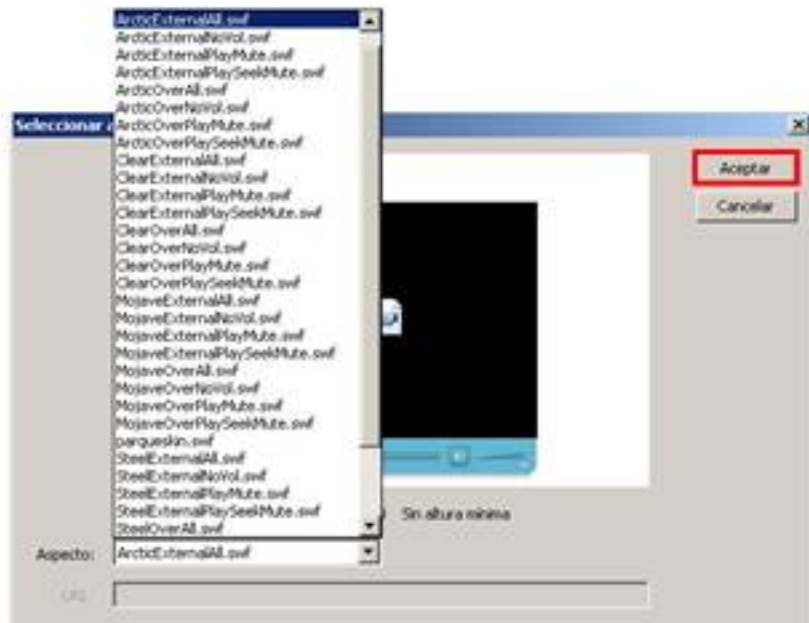 ArcticExternalAll.swf
ArcticExternalNoVol.swf
ArcticExternalPlayMute.swf
ArcticExternalPlaySeekMute.swf
ArcticOverAll.swf
ArcticOverNoVol.swf
Seleccionar
ArcticOverPlayMute.swf
ArcticOverPlaySeekMute.swf
ClearExternalAll.swf
ClearExternalNoVol.swf
ClearExternalPlayMute.swf
ClearExternalPlaySeekMute.swf
ClearOverAll.swf
ClearOverNoVol.swf
ClearOverPlayMute.swf
ClearOverPlaySeekMute.swf
MojaveExternalAll.swf
MojaveExternalNoVol.swf
MojaveExternalPlayMute.swf
MojaveExternalPlaySeekMute.swf
MojaveOverAll.swf
MojaveOverNoVol.swf
MojaveOverPlayMute.swf
MojaveOverPlaySeekMute.swf
parqueskin.swf
SteelExternalAll.swf
SteelExternalNoVol.swf
SteelExternalPlayMute.swf
SteelExternalPlaySeekMute.swf
SteelOverAll.swf
Aceptar
Cancelar
Sin altura mínima
Aspecto: ArcticExternalAll.swf
URL: